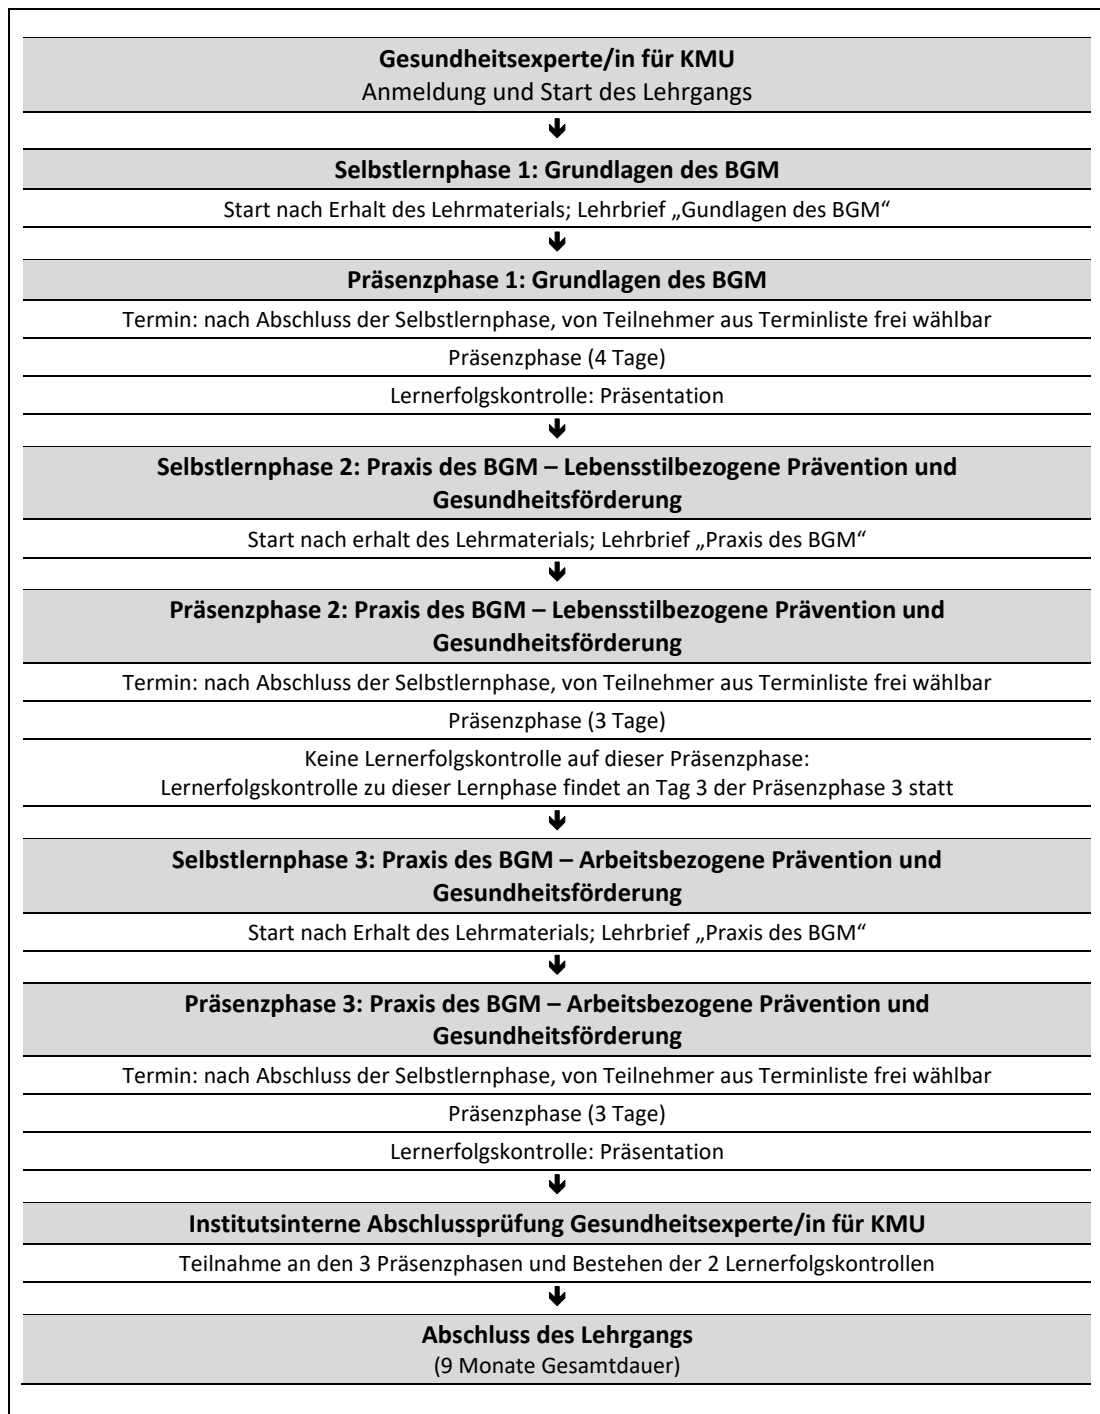 Gesundheitsexperte/in für KMU
Anmeldung und Start des Lehrgangs
🡻
Selbstlernphase 1: Grundlagen des BGM
Start nach Erhalt des Lehrmaterials; Lehrbrief „Gundlagen des BGM“
🡻
Präsenzphase 1: Grundlagen des BGM
Termin: nach Abschluss der Selbstlernphase, von Teilnehmer aus Terminliste frei wählbar
Präsenzphase (4 Tage)
Lernerfolgskontrolle: Präsentation
🡻
Selbstlernphase 2: Praxis des BGM – Lebensstilbezogene Prävention und
Gesundheitsförderung
Start nach erhalt des Lehrmaterials; Lehrbrief „Praxis des BGM“
🡻
Präsenzphase 2: Praxis des BGM – Lebensstilbezogene Prävention und
Gesundheitsförderung
Termin: nach Abschluss der Selbstlernphase, von Teilnehmer aus Terminliste frei wählbar
Präsenzphase (3 Tage)
Keine Lernerfolgskontrolle auf dieser Präsenzphase:
Lernerfolgskontrolle zu dieser Lernphase findet an Tag 3 der Präsenzphase 3 statt
🡻
Selbstlernphase 3: Praxis des BGM – Arbeitsbezogene Prävention und
Gesundheitsförderung
Start nach Erhalt des Lehrmaterials; Lehrbrief „Praxis des BGM“
🡻
Präsenzphase 3: Praxis des BGM – Arbeitsbezogene Prävention und
Gesundheitsförderung
Termin: nach Abschluss der Selbstlernphase, von Teilnehmer aus Terminliste frei wählbar
Präsenzphase (3 Tage)
Lernerfolgskontrolle: Präsentation
🡻
Institutsinterne Abschlussprüfung Gesundheitsexperte/in für KMU
Teilnahme an den 3 Präsenzphasen und Bestehen der 2 Lernerfolgskontrollen
🡻
Abschluss des Lehrgangs
(9 Monate Gesamtdauer)